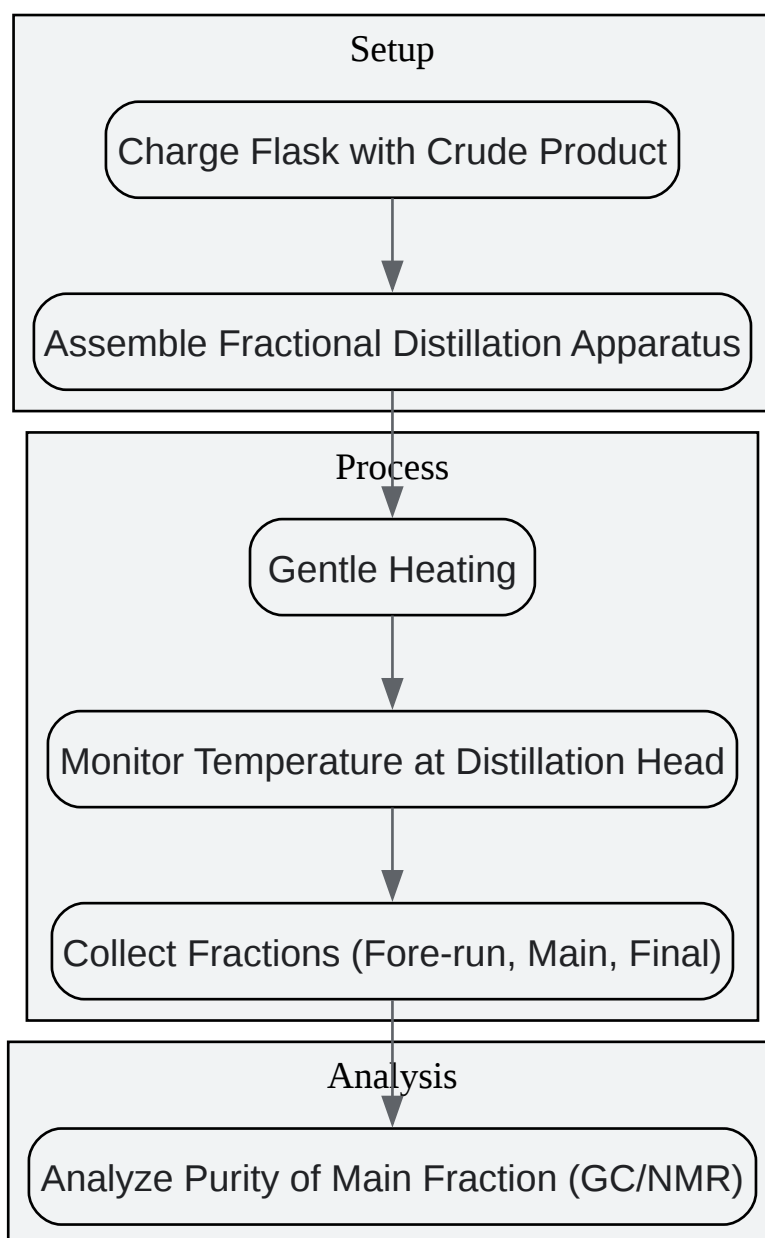 Setup
Charge Flask with Crude Product
Assemble Fractional Distillation Apparatus
Process
Gentle Heating
Monitor Temperature at Distillation Head
Collect Fractions (Fore-run, Main, Final)
Analysis
Analyze Purity of Main Fraction (GC/NMR)